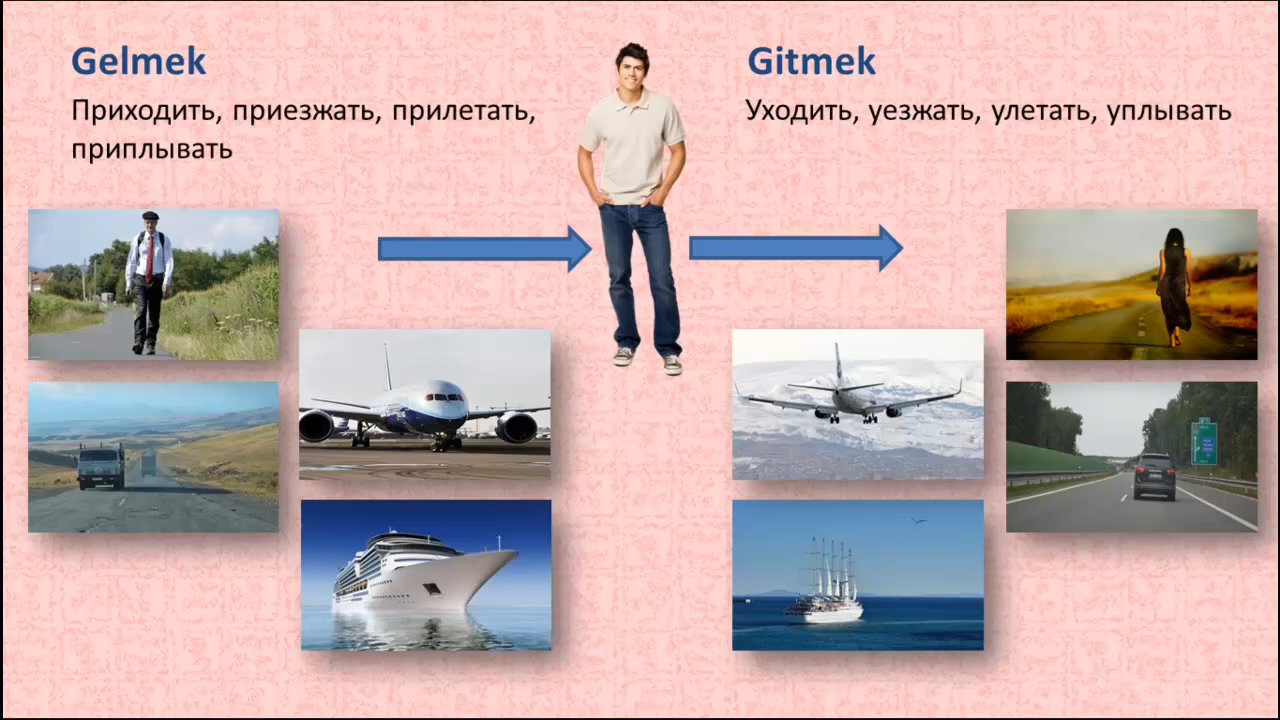 Gelmek
Приходить, приезжать, прилетать,
приплывать
Gitmek
Уходить, уезжать, улетать, уплывать